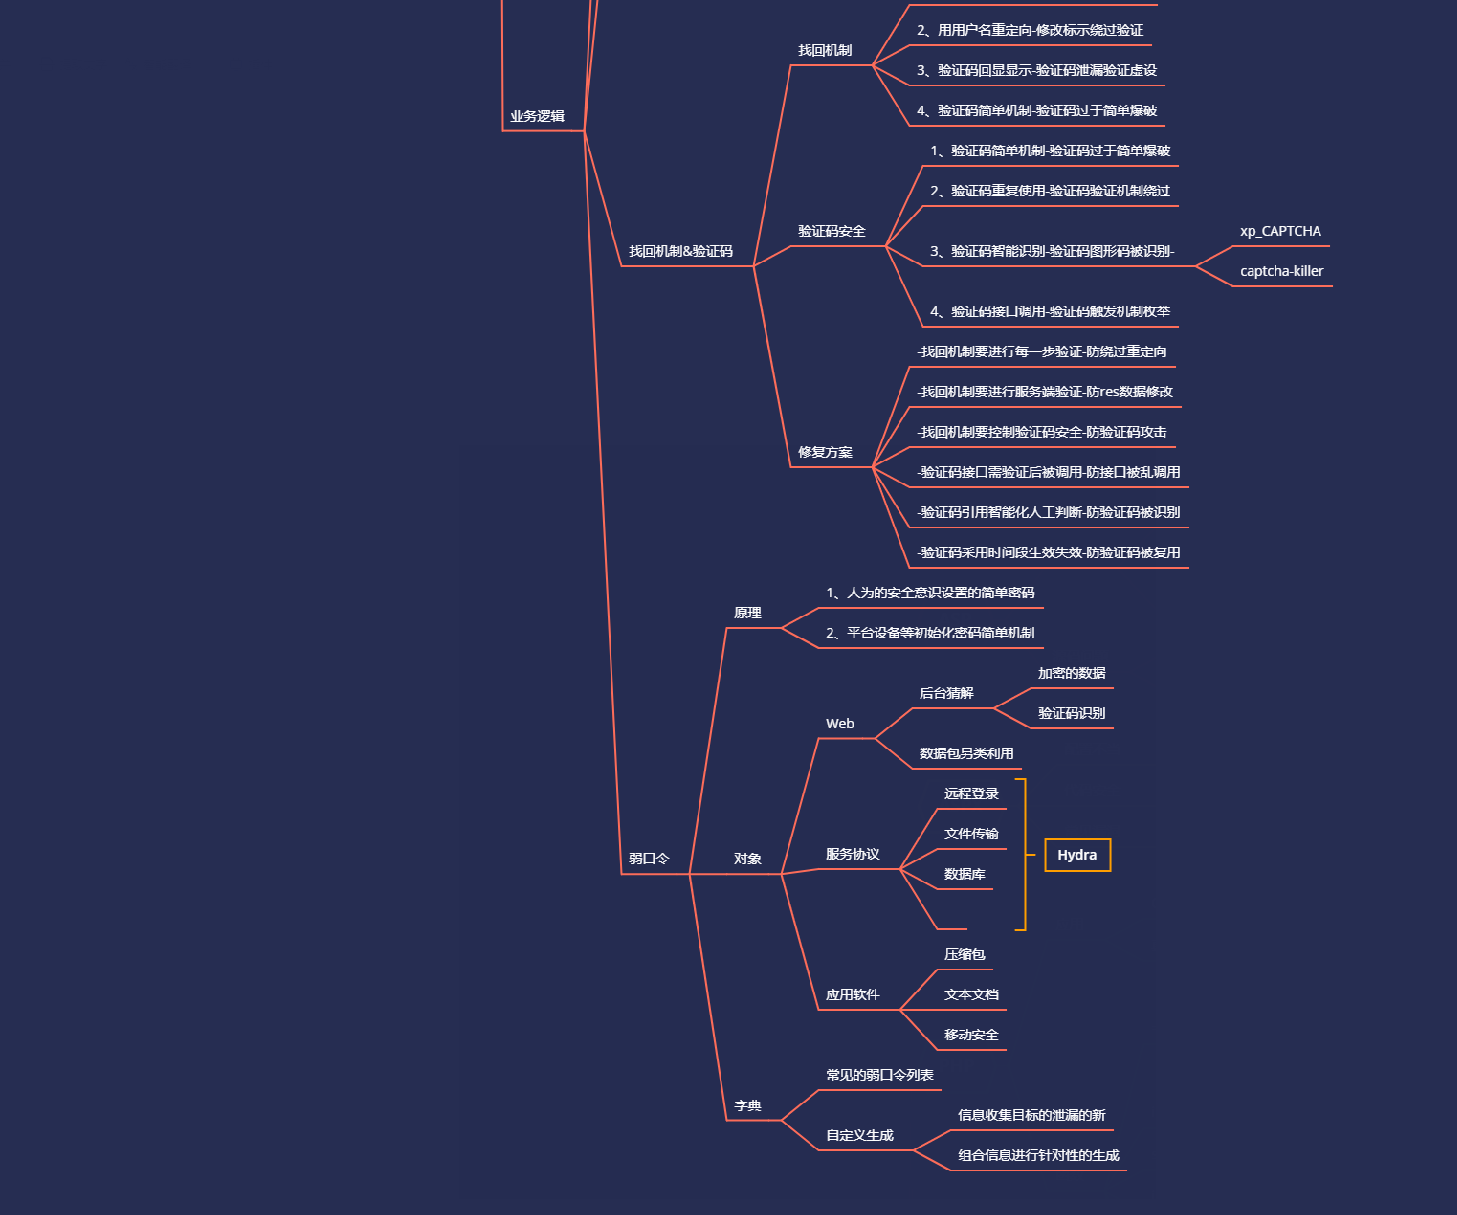 2、用用户名重定向-修改标示绕过验证
找回机制
3、验证码回显显示-验证码泄漏验证虚设
4、验证码简单机制-验证码过于简单爆破
业务逻辑
1、验证码简单机制-验证码过于简单爆破
2、验证码重复使用-验证码验证机制绕过
验证码安全
xp_CAPTCHA
找回机制&验证码
3、验证码智能识别-验证码图形码被识别-
captcha-killer
4、验证码接口调用-验证码触发机制枚举
-找回机制要进行每一步验证-防绕过重定向
-找回机制要进行服务端验证-防res数据修改
-找回机制要控制验证码安全-防验证码攻击
修复方案
-验证码接口需验证后被调用-防接口被乱调用
-验证码引用智能化人工判断-防验证码被识别
-验证码采用时间段生效失效-防验证码被复用
1、人为的安全意识设置的简单密码
原理
2、平台设备等初始化密码简单机制
加密的数据
后台猜解
验证码识别
Web
数据包另类利用
远程登录
文件传输
服务协议
Hydra
弱口令
对象
数据库
压缩包
应用软件
文本文档
移动安全
常见的弱口令列表
字典
信息收集目标的泄漏的新
自定义生成
组合信息进行针对性的生成